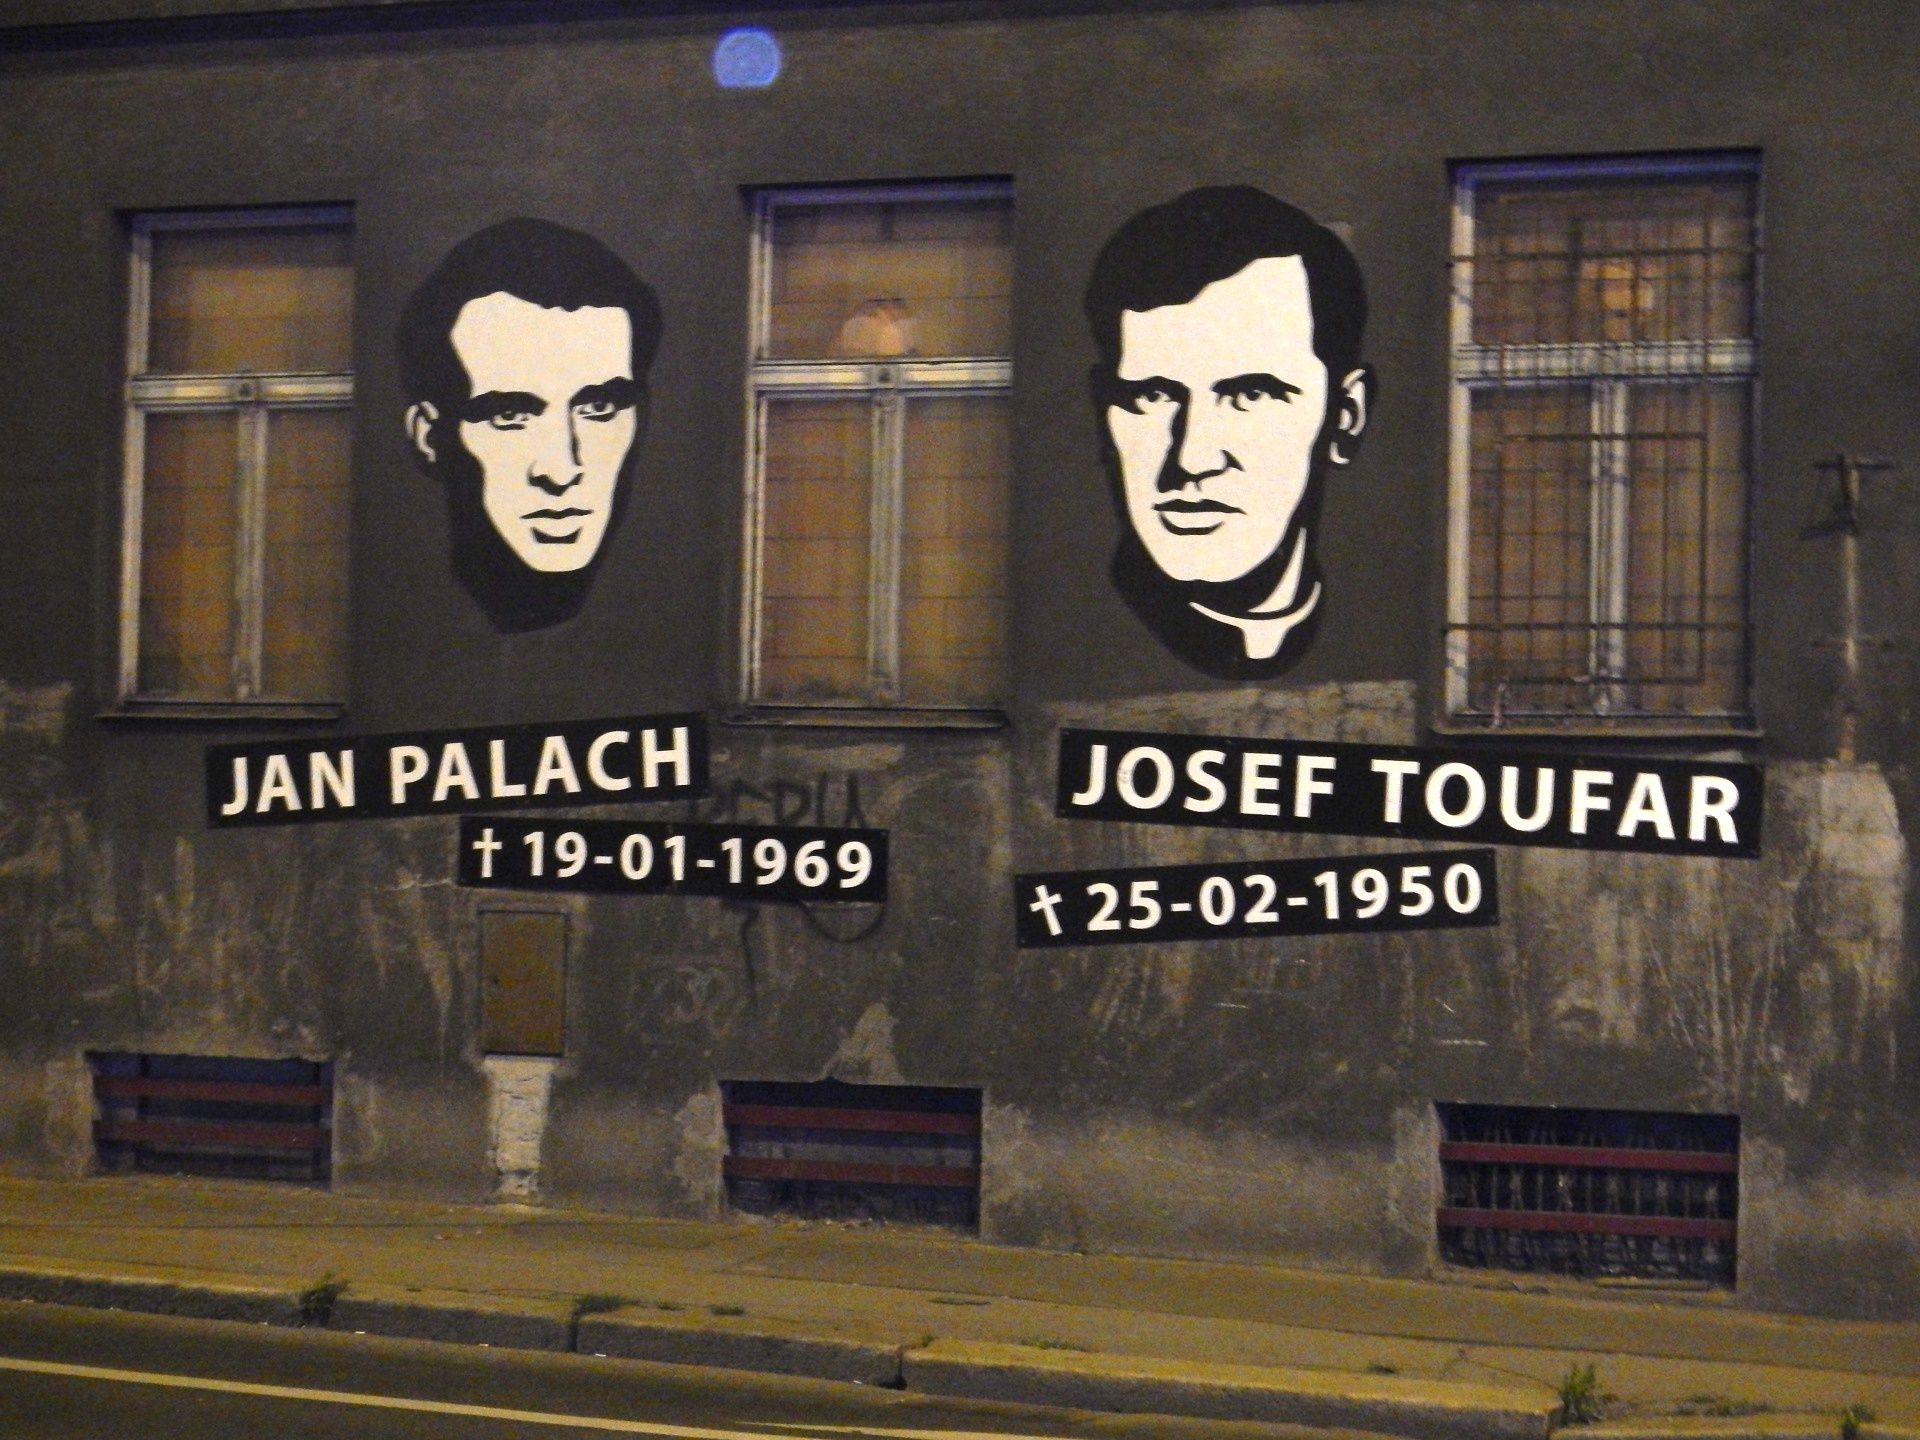 JAN PALACH
✝ 19-01-1969
JOSEF TOUFAR
✝ 25-02-1950